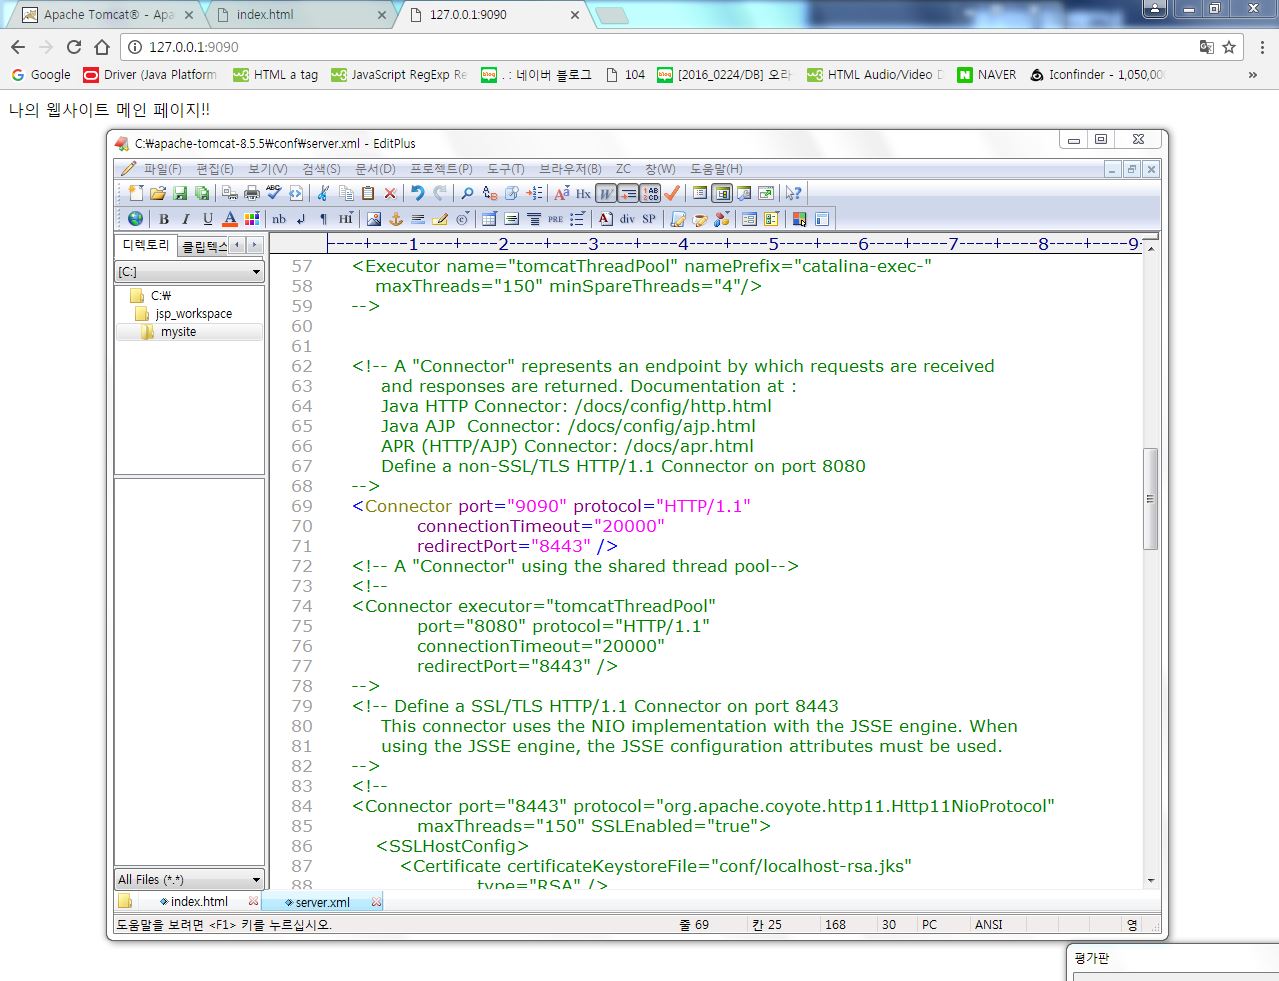 Apache Tomcat® - Apa
index.html
127.0.0.1:9090
127.0.0.1:9090
Google
Driver (Java Platform
HTML a tag
JavaScript RegExp Re
. : 네이버 블로그
104
[2016_0224/DB] 오라
HTML Audio/Video D
NAVER
Iconfinder - 1,050,00
»
나의 웹사이트 메인 페이지!!
C:₩apache-tomcat-8.5.5₩conf₩server.xml - EditPlus
파일(F) 편집(E) 보기(V) 검색(S) 문서(D) 프로젝트(P) 도구(T) 브라우저(B) ZC 창(W) 도움말(H)
Hx W
B I U A nb ¶ HÍ PRE A div SP
디렉토리 클립텍스
----+----1----+----2----+----3----+----4----+----5----+----6----+----7----+----8----+----9-
[C:]
C:₩
jsp_workspace
mysite
57 <Executor name="tomcatThreadPool" namePrefix="catalina-exec-"
58 maxThreads="150" minSpareThreads="4"/>
59 -->
60
61
62 <!-- A "Connector" represents an endpoint by which requests are received
63 and responses are returned. Documentation at :
64 Java HTTP Connector: /docs/config/http.html
65 Java AJP  Connector: /docs/config/ajp.html
66 APR (HTTP/AJP) Connector: /docs/apr.html
67 Define a non-SSL/TLS HTTP/1.1 Connector on port 8080
68 -->
69 <Connector port="9090" protocol="HTTP/1.1"
70 connectionTimeout="20000"
71 redirectPort="8443" />
72 <!-- A "Connector" using the shared thread pool-->
73 <!--
74 <Connector executor="tomcatThreadPool"
75 port="8080" protocol="HTTP/1.1"
76 connectionTimeout="20000"
77 redirectPort="8443" />
78 -->
79 <!-- Define a SSL/TLS HTTP/1.1 Connector on port 8443
80 This connector uses the NIO implementation with the JSSE engine. When
81 using the JSSE engine, the JSSE configuration attributes must be used.
82 -->
83 <!--
84 <Connector port="8443" protocol="org.apache.coyote.http11.Http11NioProtocol"
85 maxThreads="150" SSLEnabled="true">
86 <SSLHostConfig>
87 <Certificate certificateKeystoreFile="conf/localhost-rsa.jks"
88 type="RSA" />
All Files (*.*)
index.html
server.xml
도움말을 보려면 <F1> 키를 누르십시오.
줄 69 칸 25 168 30 PC ANSI 영
평가판